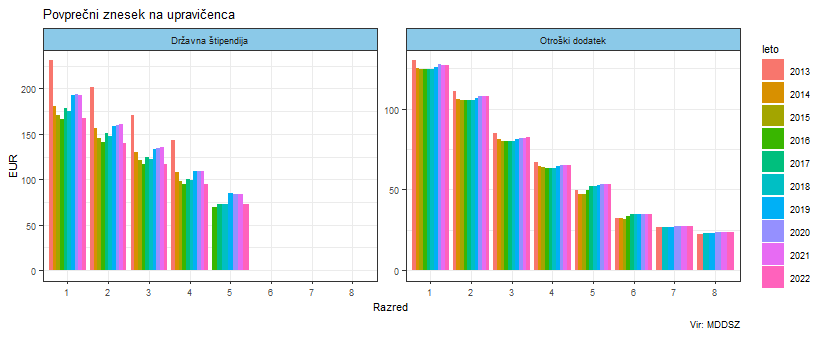 Povprečni znesek na upravičenca
Državna štipendija
Otroški dodatek
EUR
200
150
100
50
0
100
50
0
1 2 3 4 5 6 7 8
1 2 3 4 5 6 7 8
Razred
leto
2013
2014
2015
2016
2017
2018
2019
2020
2021
2022
Vir: MDDSZ